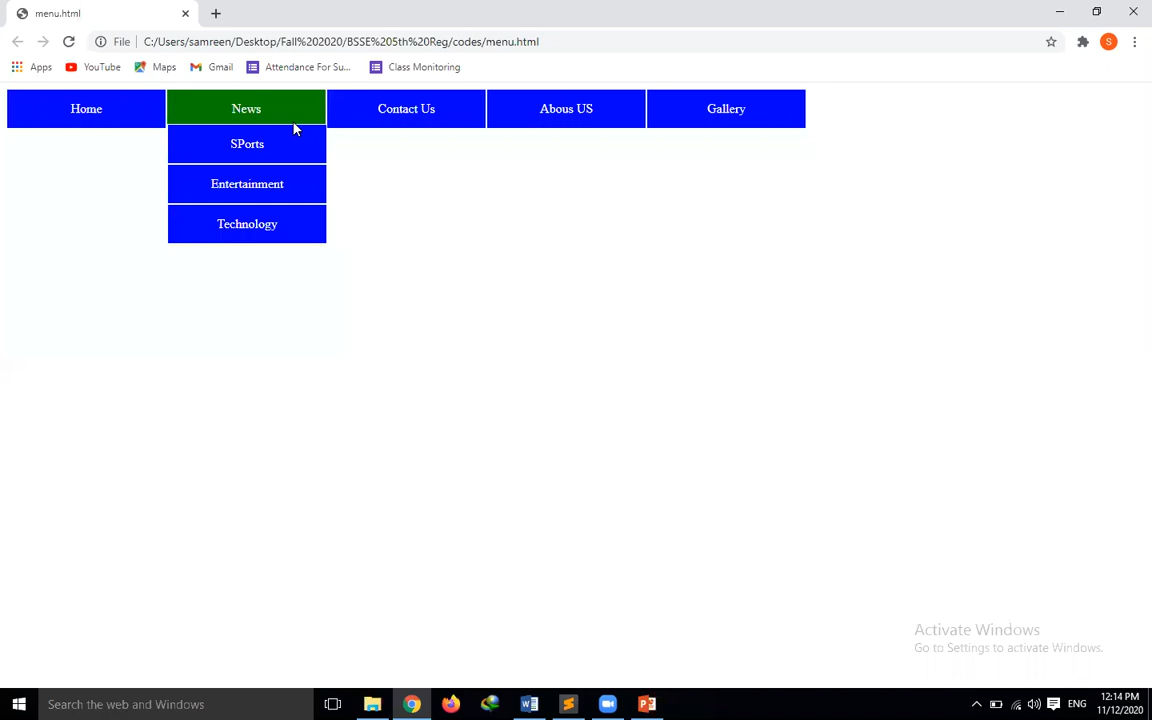 menu.html
File C:/Users/samreen/Desktop/Fall%202020/BSSE%205th%20Reg/codes/menu.html
S
Apps YouTube Maps Gmail Attendance For Su... Class Monitoring
Home News Contact Us Abous US Gallery
SPorts
Entertainment
Technology
Activate Windows
Go to Settings to activate Windows.
Search the web and Windows
ENG
12:14 PM
11/12/2020